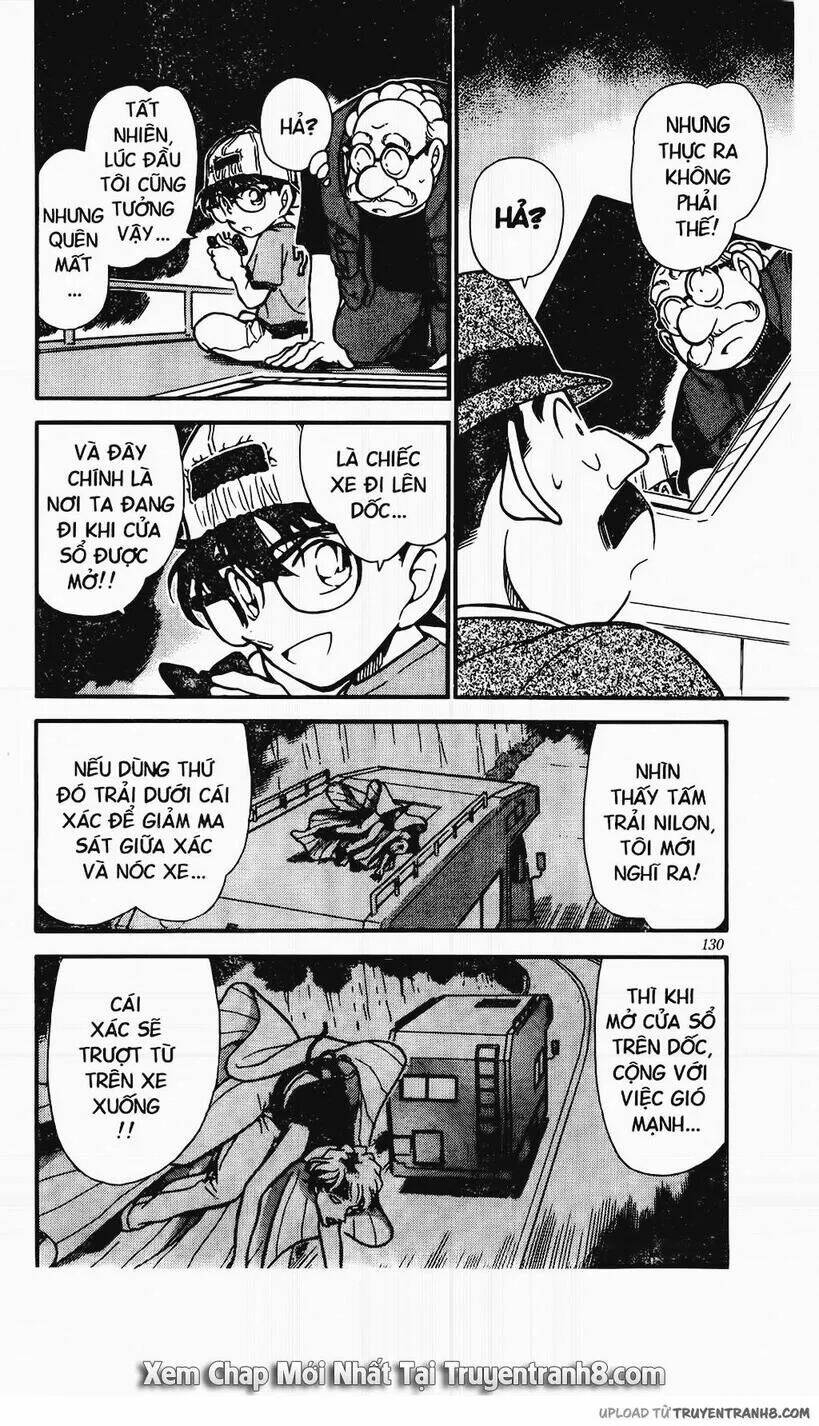 NHƯNG
THỰC RA
KHÔNG
PHẢI
THẾ!
HẢ?
HẢ?
TẤT
NHIÊN,
LÚC ĐẦU
TÔI CŨNG
TƯỞNG
VẬY...
NHƯNG
QUÊN
MẤT
...
LÀ CHIẾC
XE ĐI LÊN
DỐC...
VÀ ĐÂY
CHÍNH LÀ
NƠI TA ĐANG
ĐI KHI CỬA
SỔ ĐƯỢC
MỞ!!
NHÌN
THẤY TẤM
TRẢI NILON,
TÔI MỚI
NGHĨ RA!
NẾU DÙNG THỨ
ĐÓ TRẢI DƯỚI CÁI
XÁC ĐỂ GIẢM MA
SÁT GIỮA XÁC
VÀ NÓC XE...
130
THÌ KHI
MỞ CỬA SỔ
TRÊN DỐC,
CỘNG VỚI
VIỆC GIÓ
MẠNH...
CÁI
XÁC SẼ
TRƯỢT TỪ
TRÊN XE
XUỐNG
!!
Xem Chap Mới Nhất Tại Truyentranh8.com
UPLOAD TỪ TRUYENTRANH8.COM